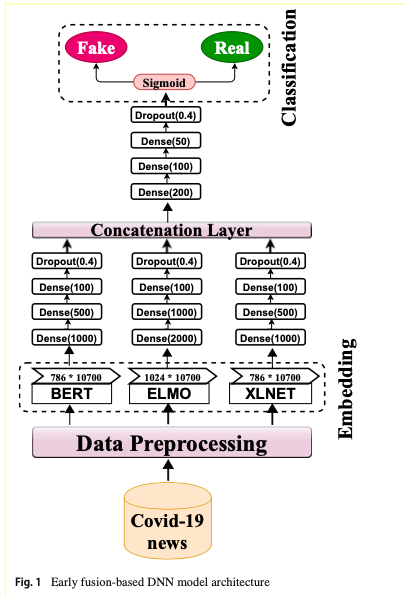 Fake
Real
Sigmoid
Classification
Dropout(0.4)
Dense(50)
Dense(100)
Dense(200)
Concatenation Layer
Dropout(0.4)
Dropout(0.4)
Dropout(0.4)
Dense(100)
Dense(100)
Dense(100)
Dense(500)
Dense(500)
Dense(500)
Dense(1000)
Dense(2000)
Dense(1000)
786 * 10700
1024 * 10700
786 * 10700
BERT
ELMO
XLNET
Embedding
Data Preprocessing
Covid-19
news
Fig. 1 Early fusion-based DNN model architecture